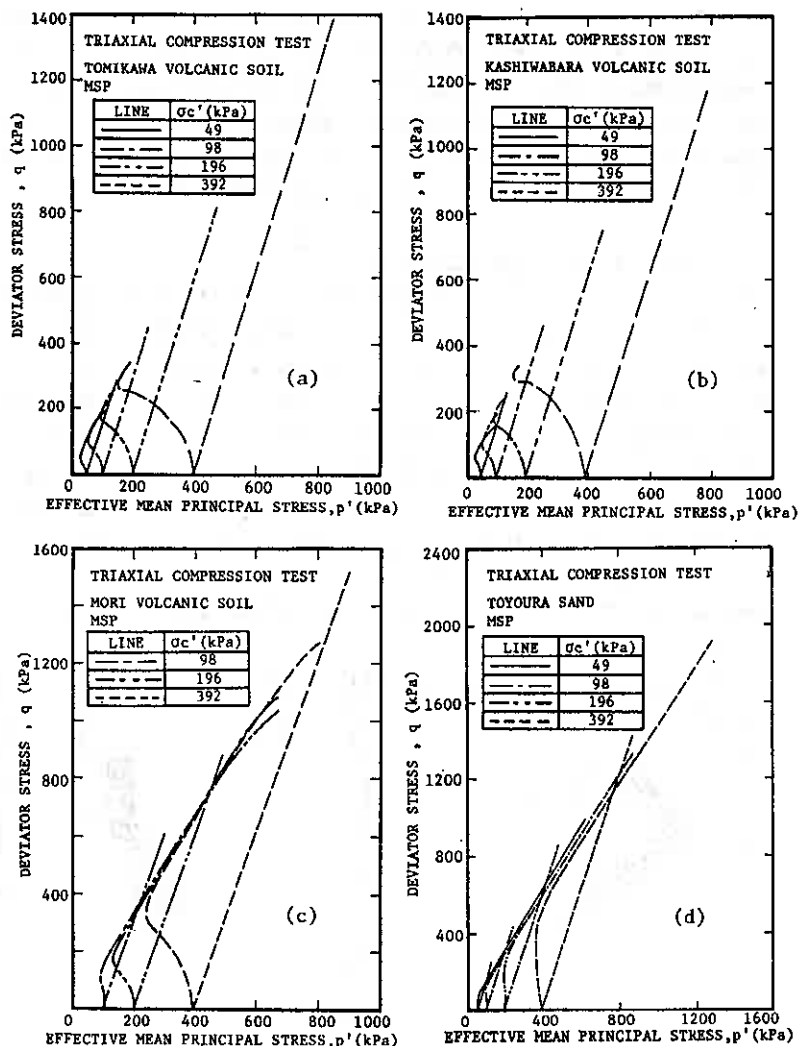 1400
1200
1000
800
600
400
200
0
DEVIATOR STRESS , q (kPa)
TRIAXIAL COMPRESSION TEST
TOMIKAWA VOLCANIC SOIL
MSP
LINE σc'(kPa)
49
98
196
392
(a)
0 200 400 600 800 1000
EFFECTIVE MEAN PRINCIPAL STRESS,p'(kPa)
1400
1200
1000
800
600
400
200
0
DEVIATOR STRESS , q (kPa)
TRIAXIAL COMPRESSION TEST
KASHIWABARA VOLCANIC SOIL
MSP
LINE σc'(kPa)
49
98
196
392
(b)
0 200 400 600 800 1000
EFFECTIVE MEAN PRINCIPAL STRESS,p'(kPa)
1600
1200
800
400
0
DEVIATOR STRESS , q (kPa)
TRIAXIAL COMPRESSION TEST
MORI VOLCANIC SOIL
MSP
LINE σc'(kPa)
98
196
392
(c)
0 200 400 600 800 1000
EFFECTIVE MEAN PRINCIPAL STRESS,p'(kPa)
2400
2000
1600
1200
800
400
0
DEVIATOR STRESS , q (kPa)
TRIAXIAL COMPRESSION TEST
TOYOURA SAND
MSP
LINE σc'(kPa)
49
98
196
392
(d)
0 400 800 1200 1600
EFFECTIVE MEAN PRINCIPAL STRESS,p'(kPa)